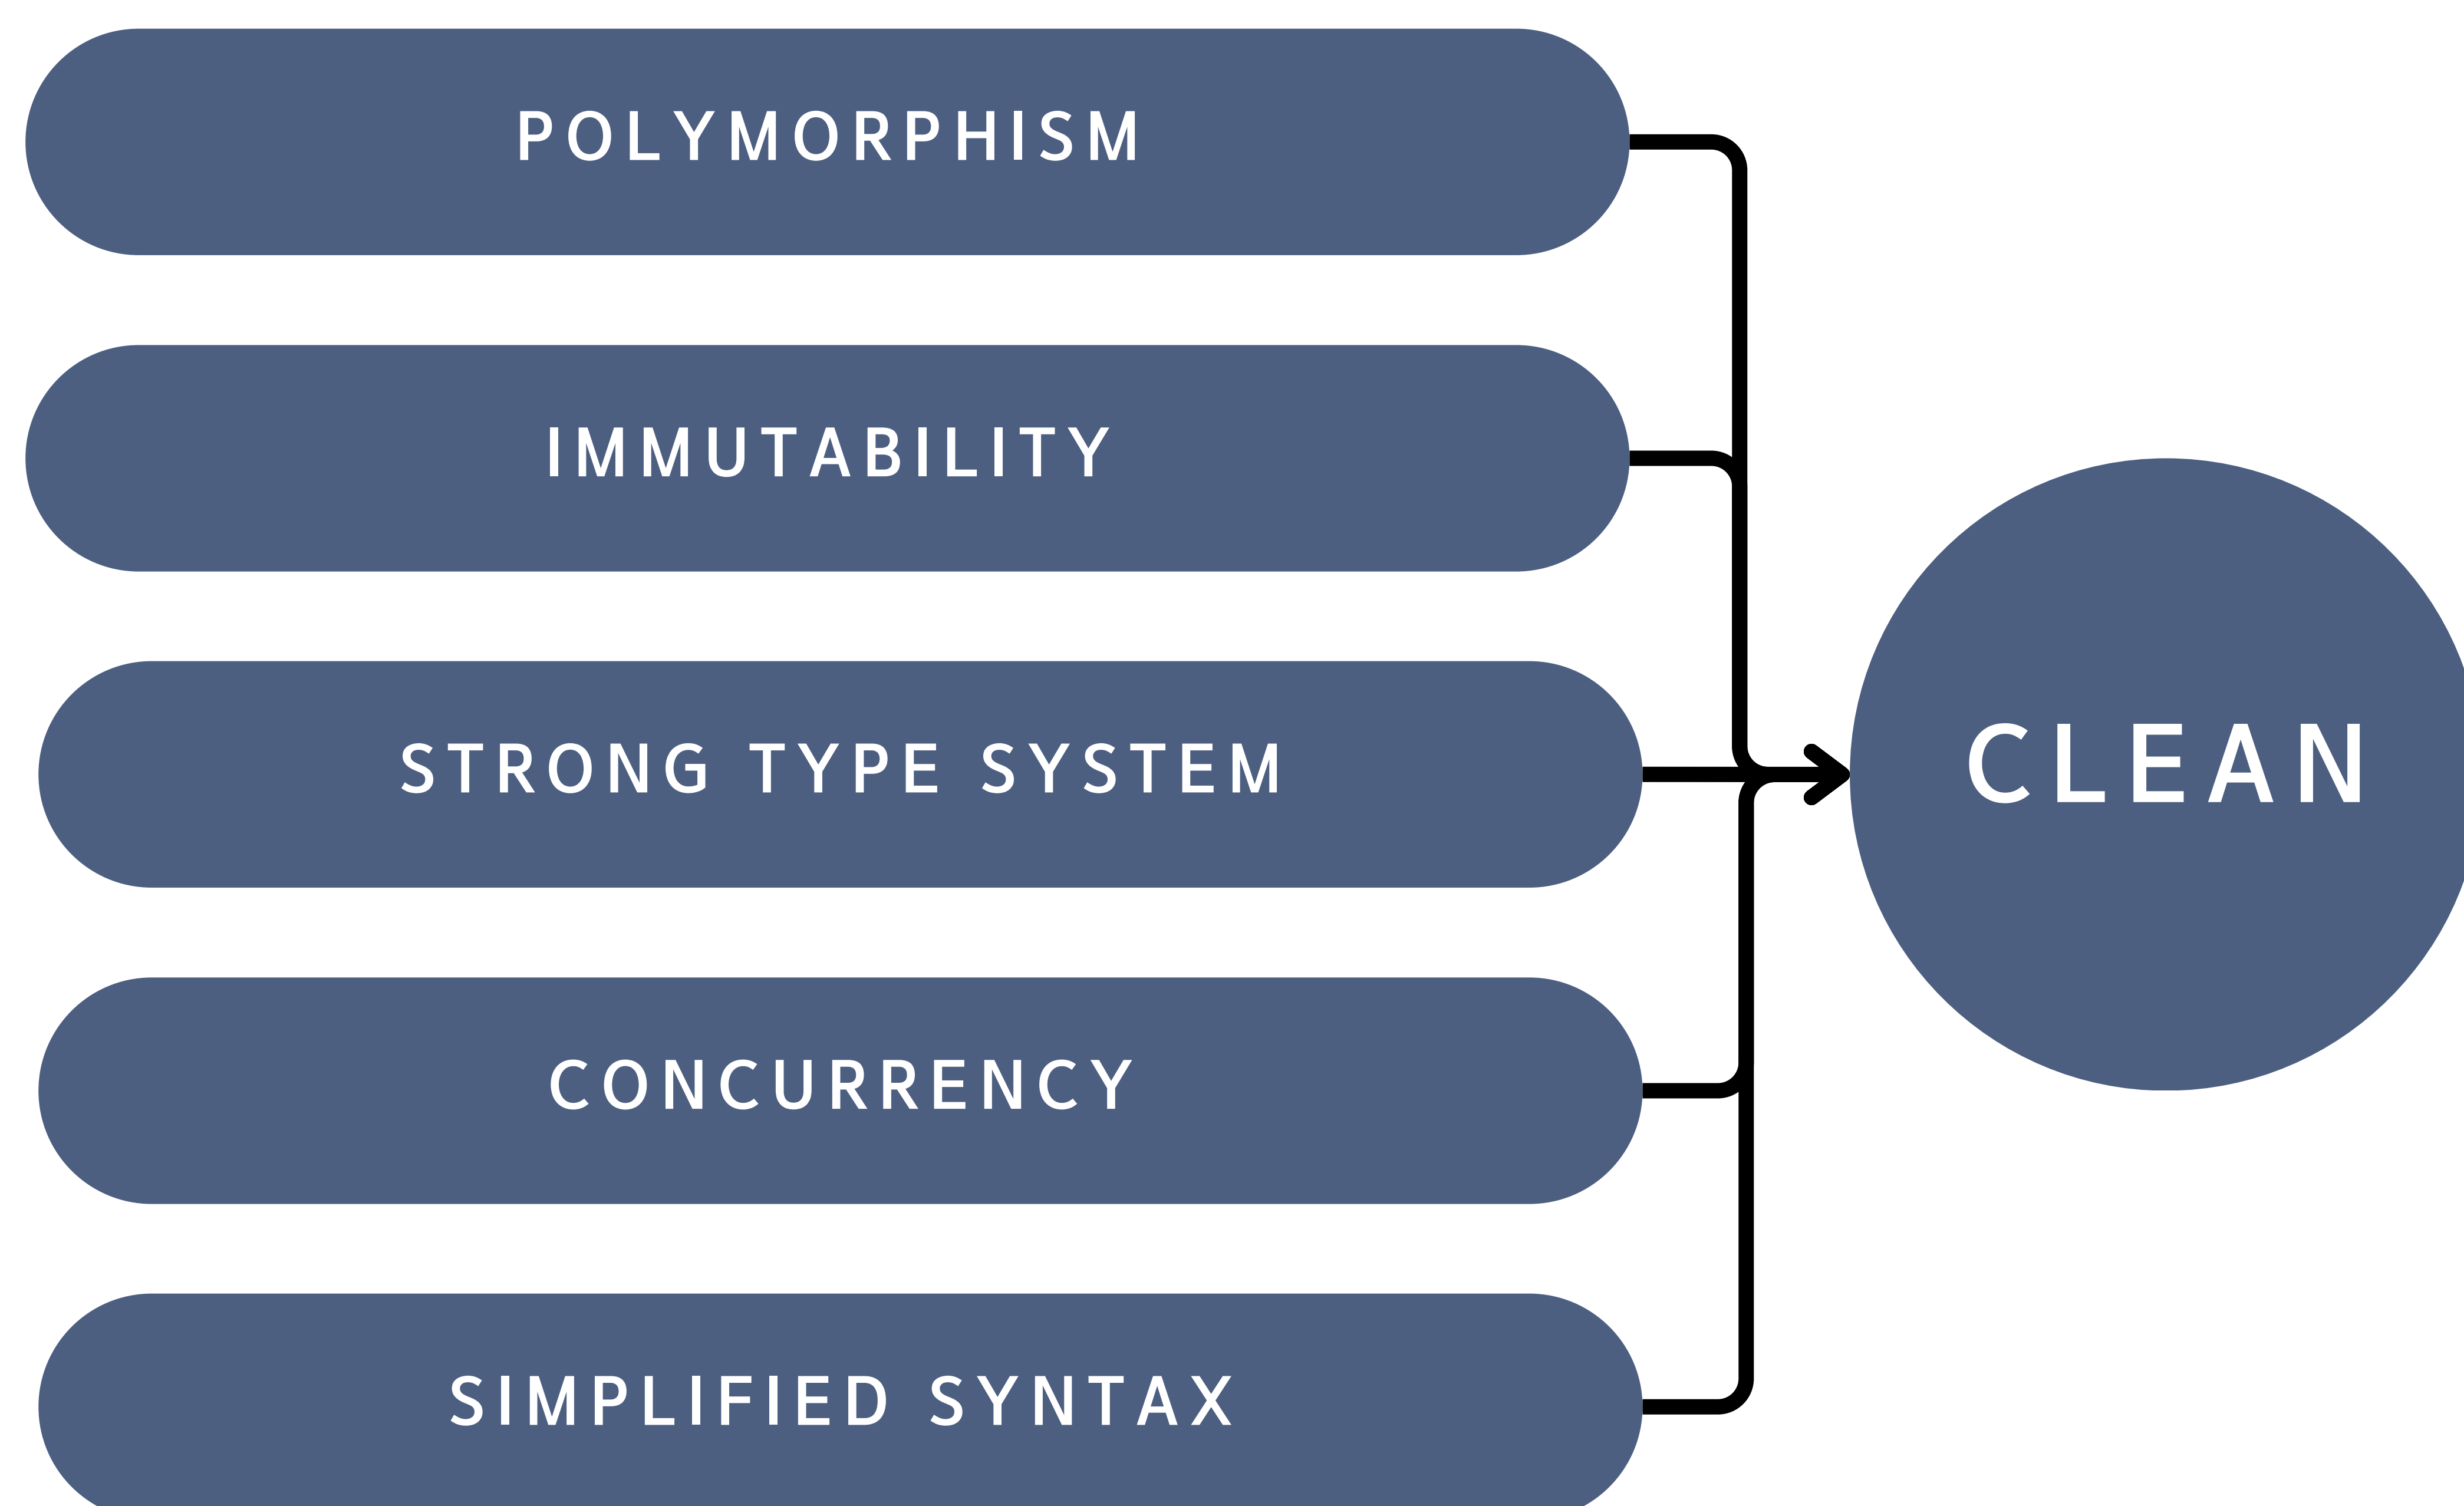 POLYMORPHISM
IMMUTABILITY
STRONG TYPE SYSTEM
CONCURRENCY
SIMPLIFIED SYNTAX
CLEAN